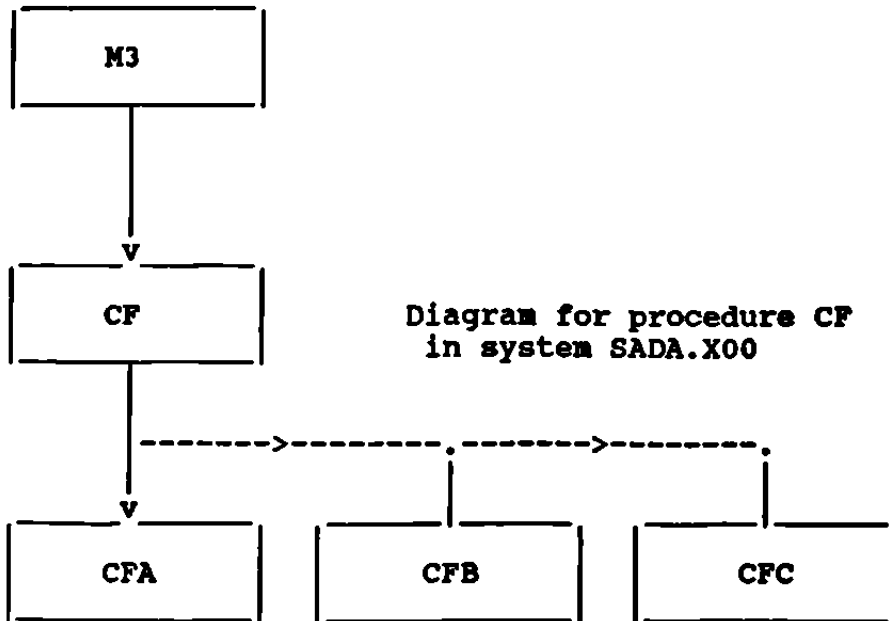 M3
CF
Diagram for procedure CF
in system SADA.X00
CFA
CFB
CFC